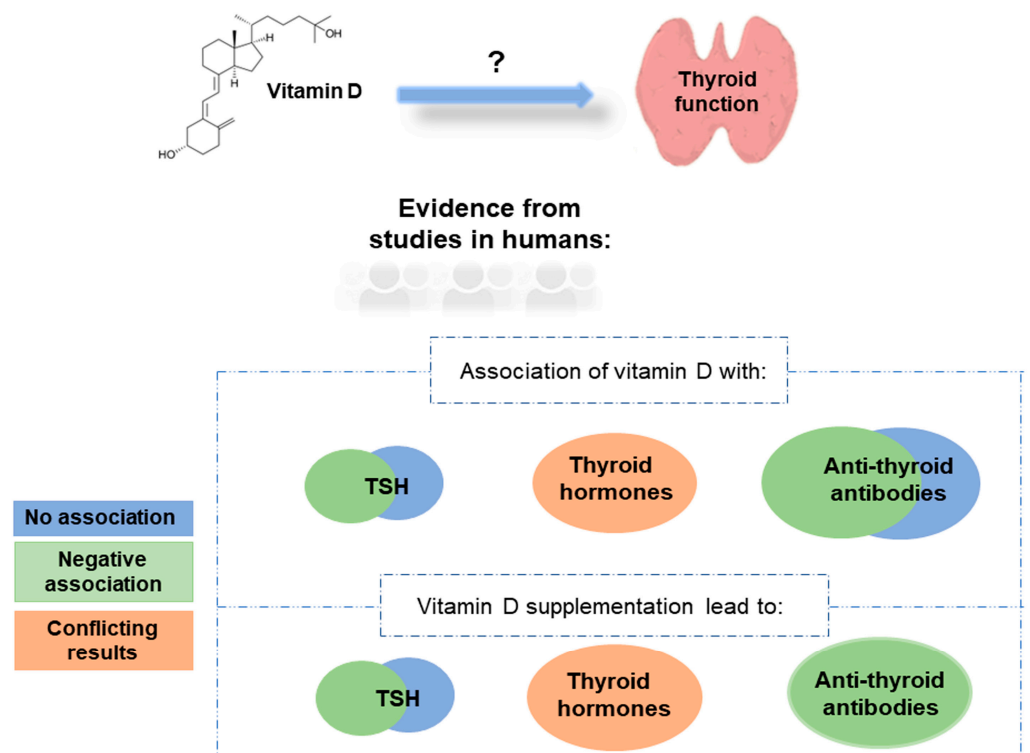 OH
H
H
HO
Vitamin D
?
Thyroid
function
Evidence from
studies in humans:
Association of vitamin D with:
TSH
Thyroid
hormones
Anti-thyroid
antibodies
No association
Negative
association
Conflicting
results
Vitamin D supplementation lead to:
TSH
Thyroid
hormones
Anti-thyroid
antibodies